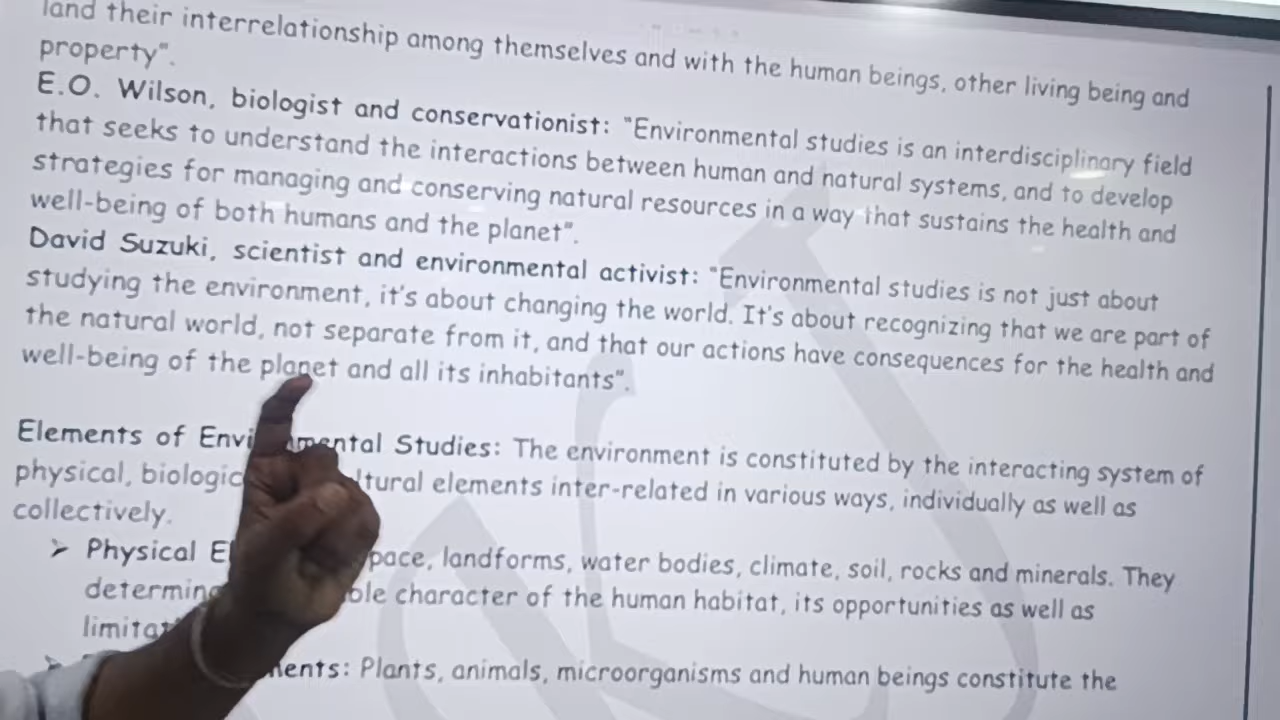 land their interrelationship among themselves and with the human beings, other living being and
property".
E.O. Wilson, biologist and conservationist: "Environmental studies is an interdisciplinary field
that seeks to understand the interactions between human and natural systems, and to develop
strategies for managing and conserving natural resources in a way that sustains the health and
well-being of both humans and the planet".
David Suzuki, scientist and environmental activist: "Environmental studies is not just about
studying the environment, it's about changing the world. It's about recognizing that we are part of
the natural world, not separate from it, and that our actions have consequences for the health and
well-being of the planet and all its inhabitants".
Elements of Environmental Studies: The environment is constituted by the interacting system of
physical, tural elements inter-related in various ways, individually as well as
collectively.
➢ Physical pace, landforms, water bodies, climate, soil, rocks and minerals. They
character of the human habitat, its opportunities as well as
ments: Plants, animals, microorganisms and human beings constitute the